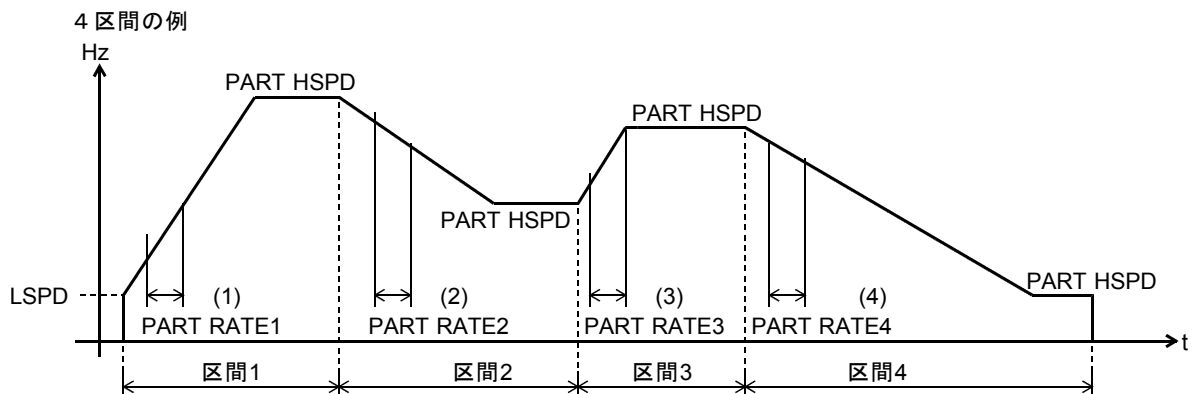 4区間の例
Hz
PART HSPD
PART HSPD
PART HSPD
PART HSPD
LSPD
(1)
(2)
(3)
(4)
PART RATE1
PART RATE2
PART RATE3
PART RATE4
t
区間1
区間2
区間3
区間4